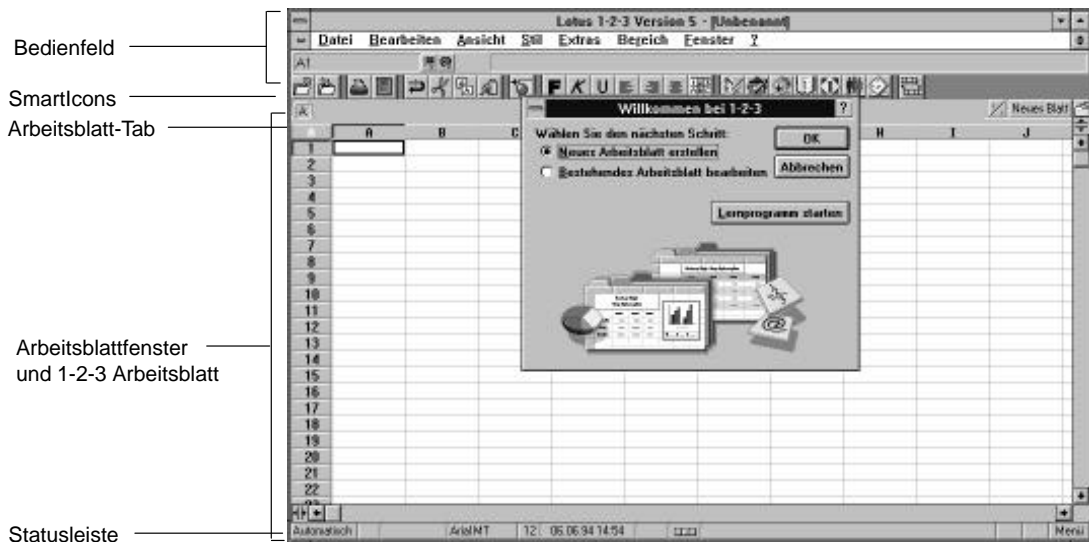 Bedienfeld
SmartIcons
Arbeitsblatt-Tab
Arbeitsblattfenster
und 1-2-3 Arbeitsblatt
Statusleiste
Lotus 1-2-3 Version 5 - [Unbenannt]
Datei Bearbeiten Ansicht Stil Extras Bereich Fenster ?
A1
F K U
A Neues Blatt
A B C H I J
Willkommen bei 1-2-3 ?
Wählen Sie den nächsten Schritt:
Neues Arbeitsblatt erstellen
Bestehendes Arbeitsblatt bearbeiten
OK
Abbrechen
Lernprogramm starten
@
1
2
3
4
5
6
7
8
9
10
11
12
13
14
15
16
17
18
19
20
21
22
23
Automatisch Arial MT 12 06.06.94 14:54 Menü